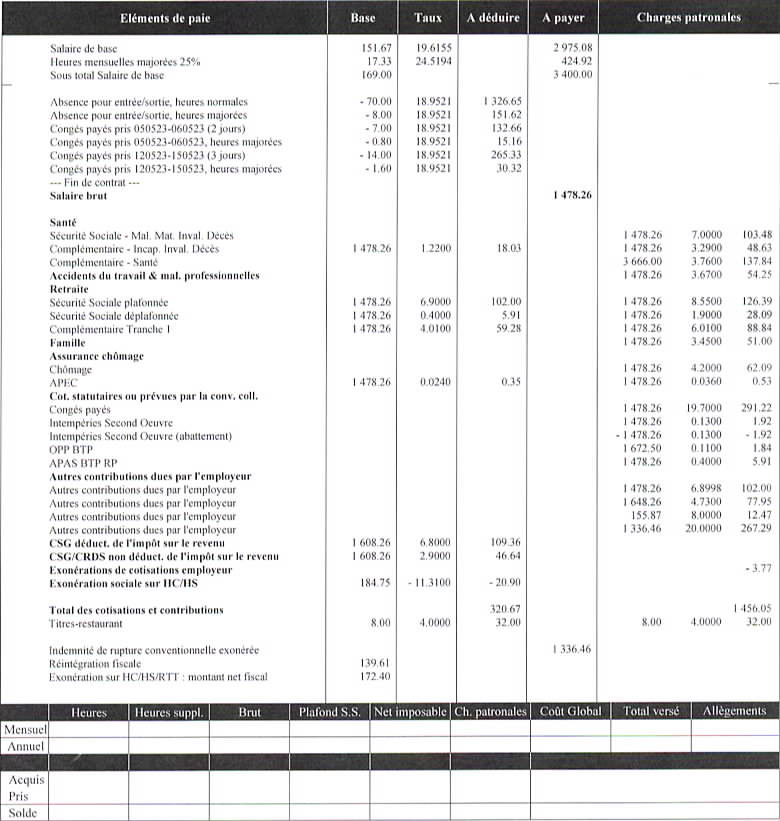 Eléments de paie Base Taux A déduire A payer Charges patronales
Salaire de base 151.67 19.6155 2 975.08
Heures mensuelles majorées 25% 17.33 24.5194 424.92
Sous total Salaire de base 169.00 3 400.00
Absence pour entrée/sortie, heures normales - 70.00 18.9521 1 326.65
Absence pour entrée/sortie, heures majorées - 8.00 18.9521 151.62
Congés payés pris 050523-060523 (2 jours) - 7.00 18.9521 132.66
Congés payés pris 050523-060523, heures majorées - 0.80 18.9521 15.16
Congés payés pris 120523-150523 (3 jours) - 14.00 18.9521 265.33
Congés payés pris 120523-150523, heures majorées - 1.60 18.9521 30.32
--- Fin de contrat ---
Salaire brut 1 478.26
Santé
Sécurité Sociale - Mal. Mat. Inval. Décès 1 478.26 7.0000 103.48
Complémentaire - Incap. Inval. Décès 1 478.26 1.2200 18.03 1 478.26 3.2900 48.63
Complémentaire - Santé 3 666.00 3.7600 137.84
Accidents du travail & mal. professionnelles 1 478.26 3.6700 54.25
Retraite
Sécurité Sociale plafonnée 1 478.26 6.9000 102.00 1 478.26 8.5500 126.39
Sécurité Sociale déplafonnée 1 478.26 0.4000 5.91 1 478.26 1.9000 28.09
Complémentaire Tranche 1 1 478.26 4.0100 59.28 1 478.26 6.0100 88.84
Famille 1 478.26 3.4500 51.00
Assurance chômage
Chômage 1 478.26 4.2000 62.09
APEC 1 478.26 0.0240 0.35 1 478.26 0.0360 0.53
Cot. statutaires ou prévues par la conv. coll.
Congés payés 1 478.26 19.7000 291.22
Intempéries Second Oeuvre 1 478.26 0.1300 1.92
Intempéries Second Oeuvre (abattement) - 1 478.26 0.1300 - 1.92
OPP BTP 1 672.50 0.1100 1.84
APAS BTP RP 1 478.26 0.4000 5.91
Autres contributions dues par l'employeur
Autres contributions dues par l'employeur 1 478.26 6.8998 102.00
Autres contributions dues par l'employeur 1 648.26 4.7300 77.95
Autres contributions dues par l'employeur 155.87 8.0000 12.47
Autres contributions dues par l'employeur 1 336.46 20.0000 267.29
CSG déduct. de l'impôt sur le revenu 1 608.26 6.8000 109.36
CSG/CRDS non déduct. de l'impôt sur le revenu 1 608.26 2.9000 46.64
Exonérations de cotisations employeur - 3.77
Exonération sociale sur HC/HS 184.75 - 11.3100 - 20.90
Total des cotisations et contributions 320.67 1 456.05
Titres-restaurant 8.00 4.0000 32.00 8.00 4.0000 32.00
Indemnité de rupture conventionnelle exonérée 1 336.46
Réintégration fiscale 139.61
Exonération sur HC/HS/RTT : montant net fiscal 172.40
Heures Heures suppl. Brut Plafond S.S. Net imposable Ch. patronales Coût Global Total versé Allègements
Mensuel
Annuel
Acquis
Pris
Solde